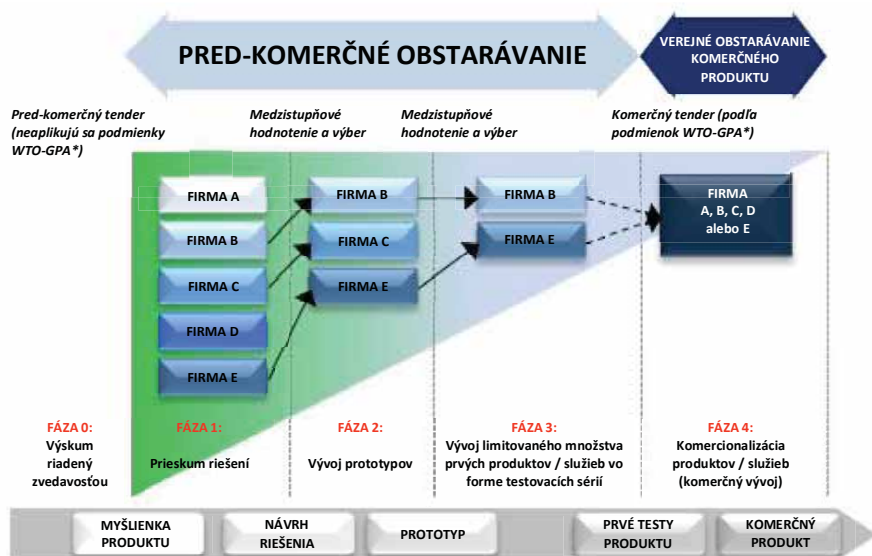 PRED-KOMERČNÉ OBSTARÁVANIE
VEREJNÉ OBSTARÁVANIE
KOMERČNÉHO
PRODUKTU
Pred-komerčný tender
(neaplikujú sa podmienky
WTO-GPA*)
Medzistupňové
hodnotenie a výber
Medzistupňové
hodnotenie a výber
Komerčný tender (podľa
podmienok WTO-GPA*)
FIRMA A
FIRMA B
FIRMA C
FIRMA D
FIRMA E
FIRMA B
FIRMA C
FIRMA E
FIRMA B
FIRMA E
FIRMA
A, B, C, D
alebo E
FÁZA 0:
Výskum
riadený
zvedavosťou
FÁZA 1:
Prieskum riešení
FÁZA 2:
Vývoj prototypov
FÁZA 3:
Vývoj limitovaného množstva
prvých produktov / služieb vo
forme testovacích sérií
FÁZA 4:
Komercionalizácia
produktov / služieb
(komerčný vývoj)
MYŠLIENKA
PRODUKTU
NÁVRH
RIEŠENIA
PROTOTYP
PRVÉ TESTY
PRODUKTU
KOMERČNÝ
PRODUKT